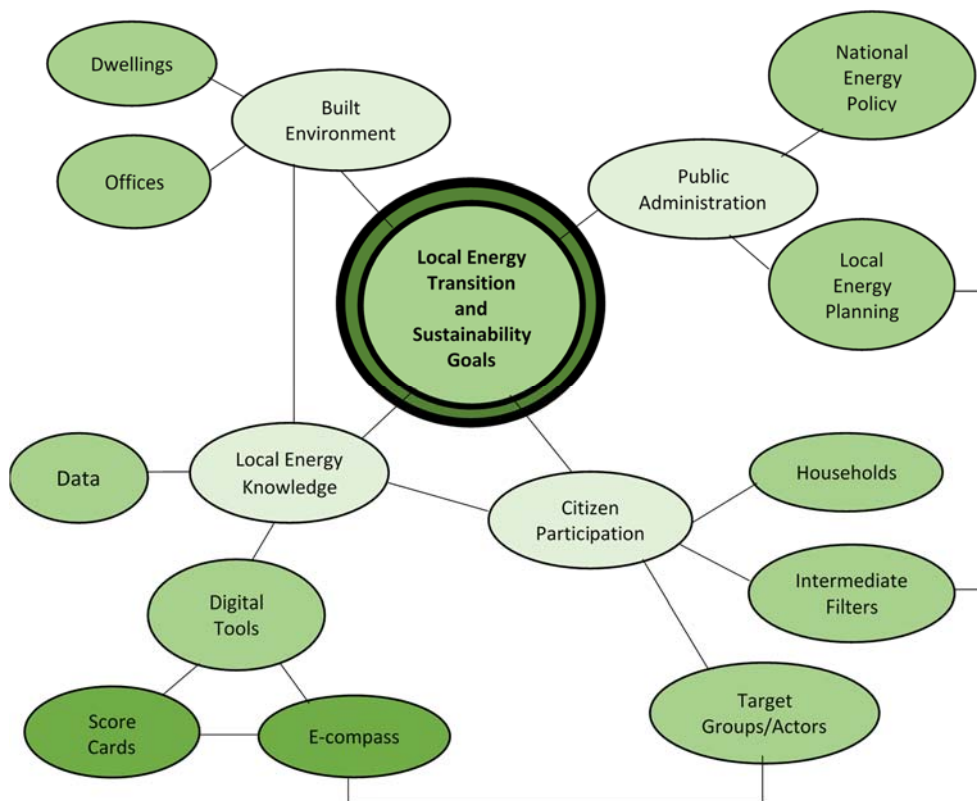 Dwellings
Built
Environment
Offices
National
Energy
Policy
Public
Administration
Local
Energy
Planning
Local Energy
Transition
and
Sustainability
Goals
Data
Local Energy
Knowledge
Citizen
Participation
Households
Intermediate
Filters
Digital
Tools
Target
Groups/Actors
Score
Cards
E-compass